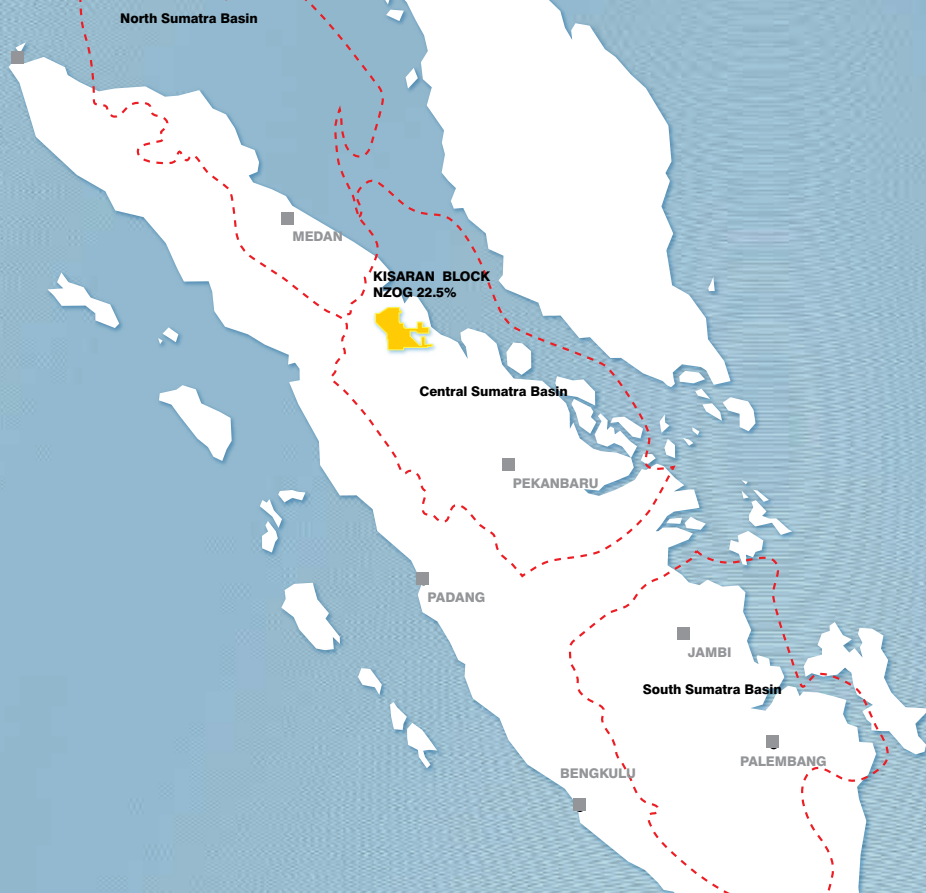 North Sumatra Basin
MEDAN
KISARAN BLOCK
NZOG 22.5%
Central Sumatra Basin
PEKANBARU
PADANG
JAMBI
South Sumatra Basin
PALEMBANG
BENGKULU